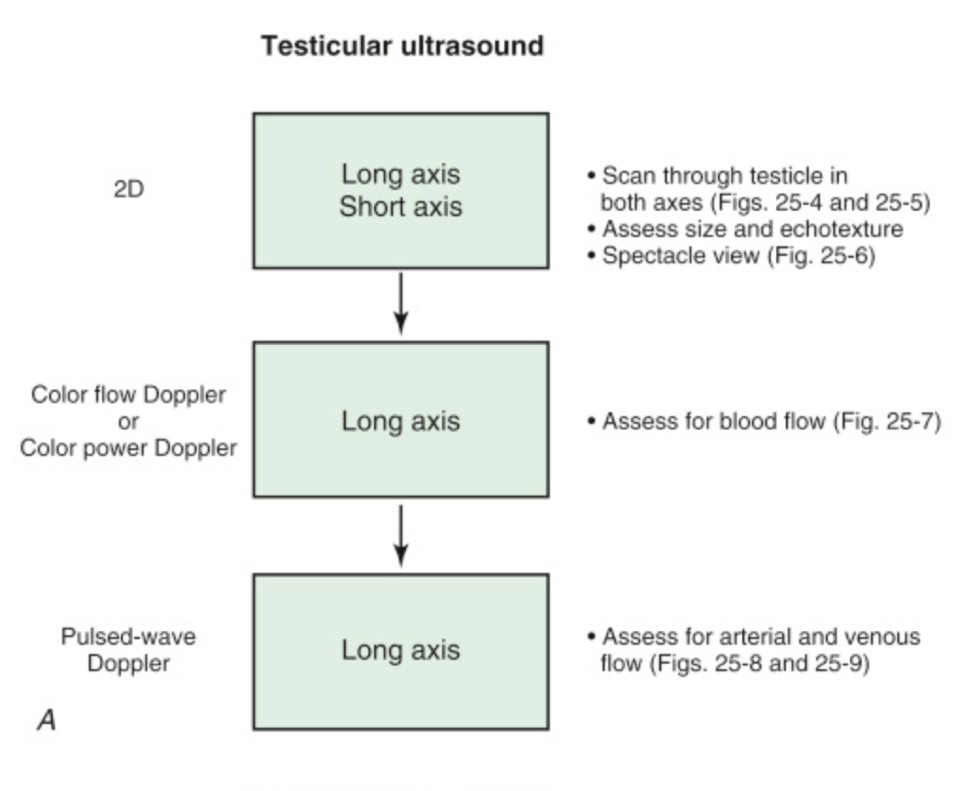 Testicular ultrasound
2D
Long axis
Short axis
• Scan through testicle in
both axes (Figs. 25-4 and 25-5)
• Assess size and echotexture
• Spectacle view (Fig. 25-6)
Color flow Doppler
or
Color power Doppler
Long axis
• Assess for blood flow (Fig. 25-7)
Pulsed-wave
Doppler
Long axis
• Assess for arterial and venous
flow (Figs. 25-8 and 25-9)
A